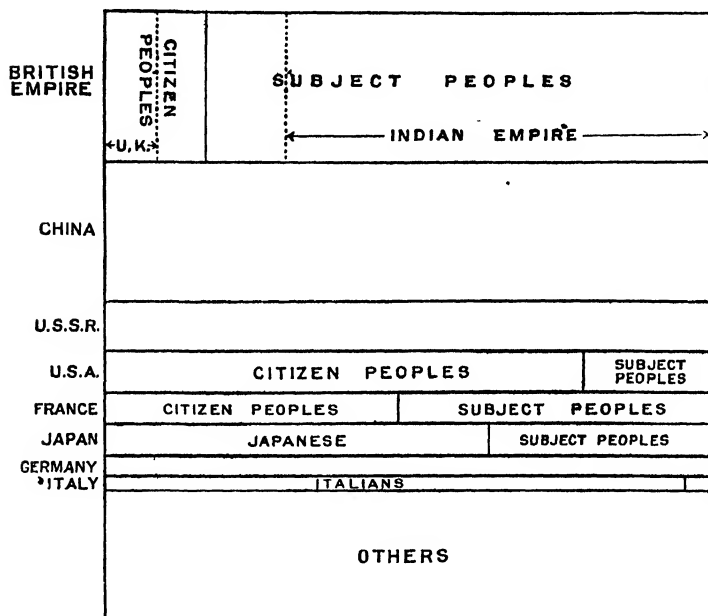 BRITISH
EMPIRE
CITIZEN
PEOPLES
SUBJECT PEOPLES
INDIAN EMPIRE
U.K.
CHINA
U.S.S.R.
U.S.A.
CITIZEN PEOPLES
SUBJECT
PEOPLES
FRANCE
CITIZEN PEOPLES
SUBJECT PEOPLES
JAPAN
JAPANESE
SUBJECT PEOPLES
GERMANY
ITALY
ITALIANS
OTHERS